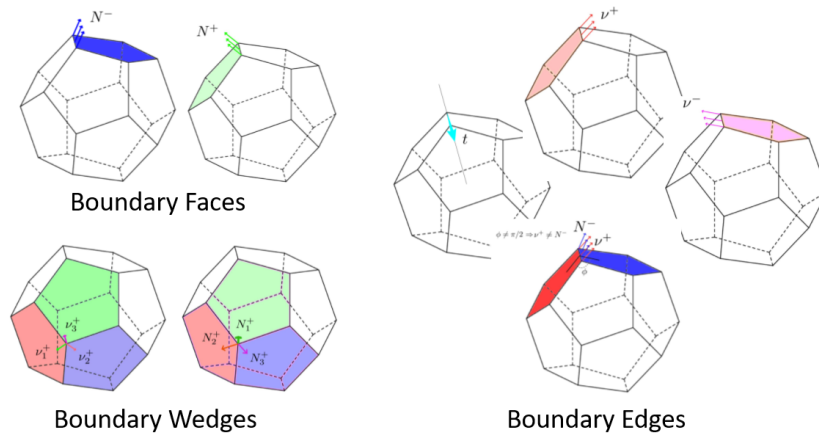 N⁻
N⁺
ν⁺
ν⁻
t
Boundary Faces
N⁻
ν⁺
ϕ ≠ π/2 ⇒ ν⁺ ≠ N⁻
ϕ
ν₃⁺
ν₁⁺ ν₂⁺
N₁⁺
N₂⁺
N₃⁺
Boundary Wedges
Boundary Edges